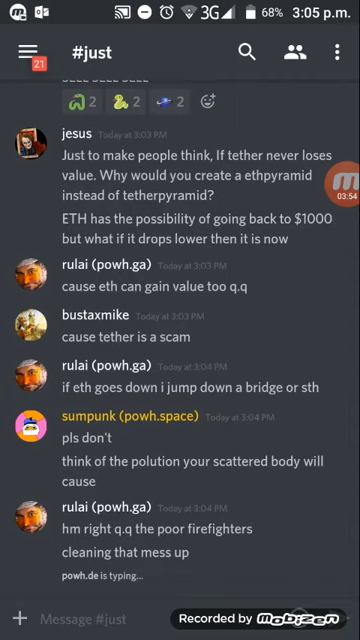 3G 68% 3:05 p.m.
21
#just
2 2 2
jesus Today at 3:03 PM
Just to make people think, If tether never loses
value. Why would you create a ethpyramid
instead of tetherpyramid?
03:54
ETH has the possibility of going back to $1000
but what if it drops lower then it is now
rulai (powh.ga) Today at 3:03 PM
cause eth can gain value too q.q
bustaxmike Today at 3:03 PM
cause tether is a scam
rulai (powh.ga) Today at 3:04 PM
if eth goes down i jump down a bridge or sth
sumpunk (powh.space) Today at 3:04 PM
pls don't
think of the polution your scattered body will
cause
rulai (powh.ga) Today at 3:04 PM
hm right q.q the poor firefighters
cleaning that mess up
powh.de is typing...
Message #just
Recorded by mobizen